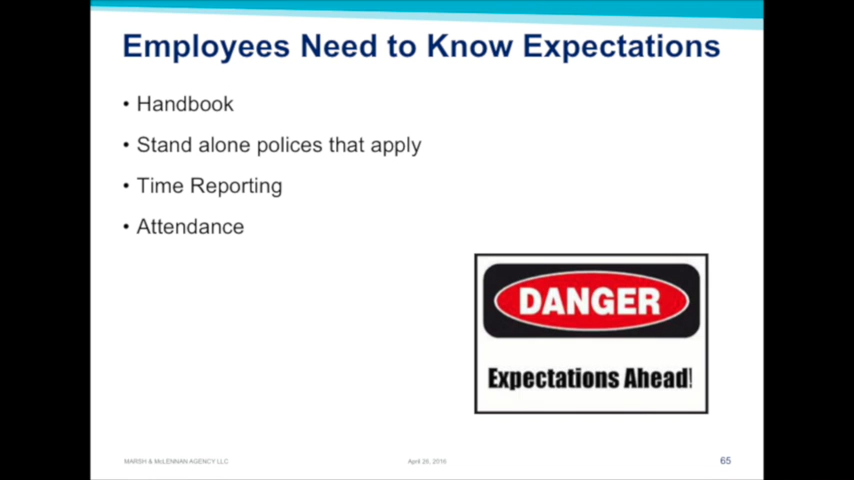 Employees Need to Know Expectations
• Handbook
• Stand alone polices that apply
• Time Reporting
• Attendance
DANGER
Expectations Ahead!
MARSH & McLENNAN AGENCY LLC
April 26, 2016
65